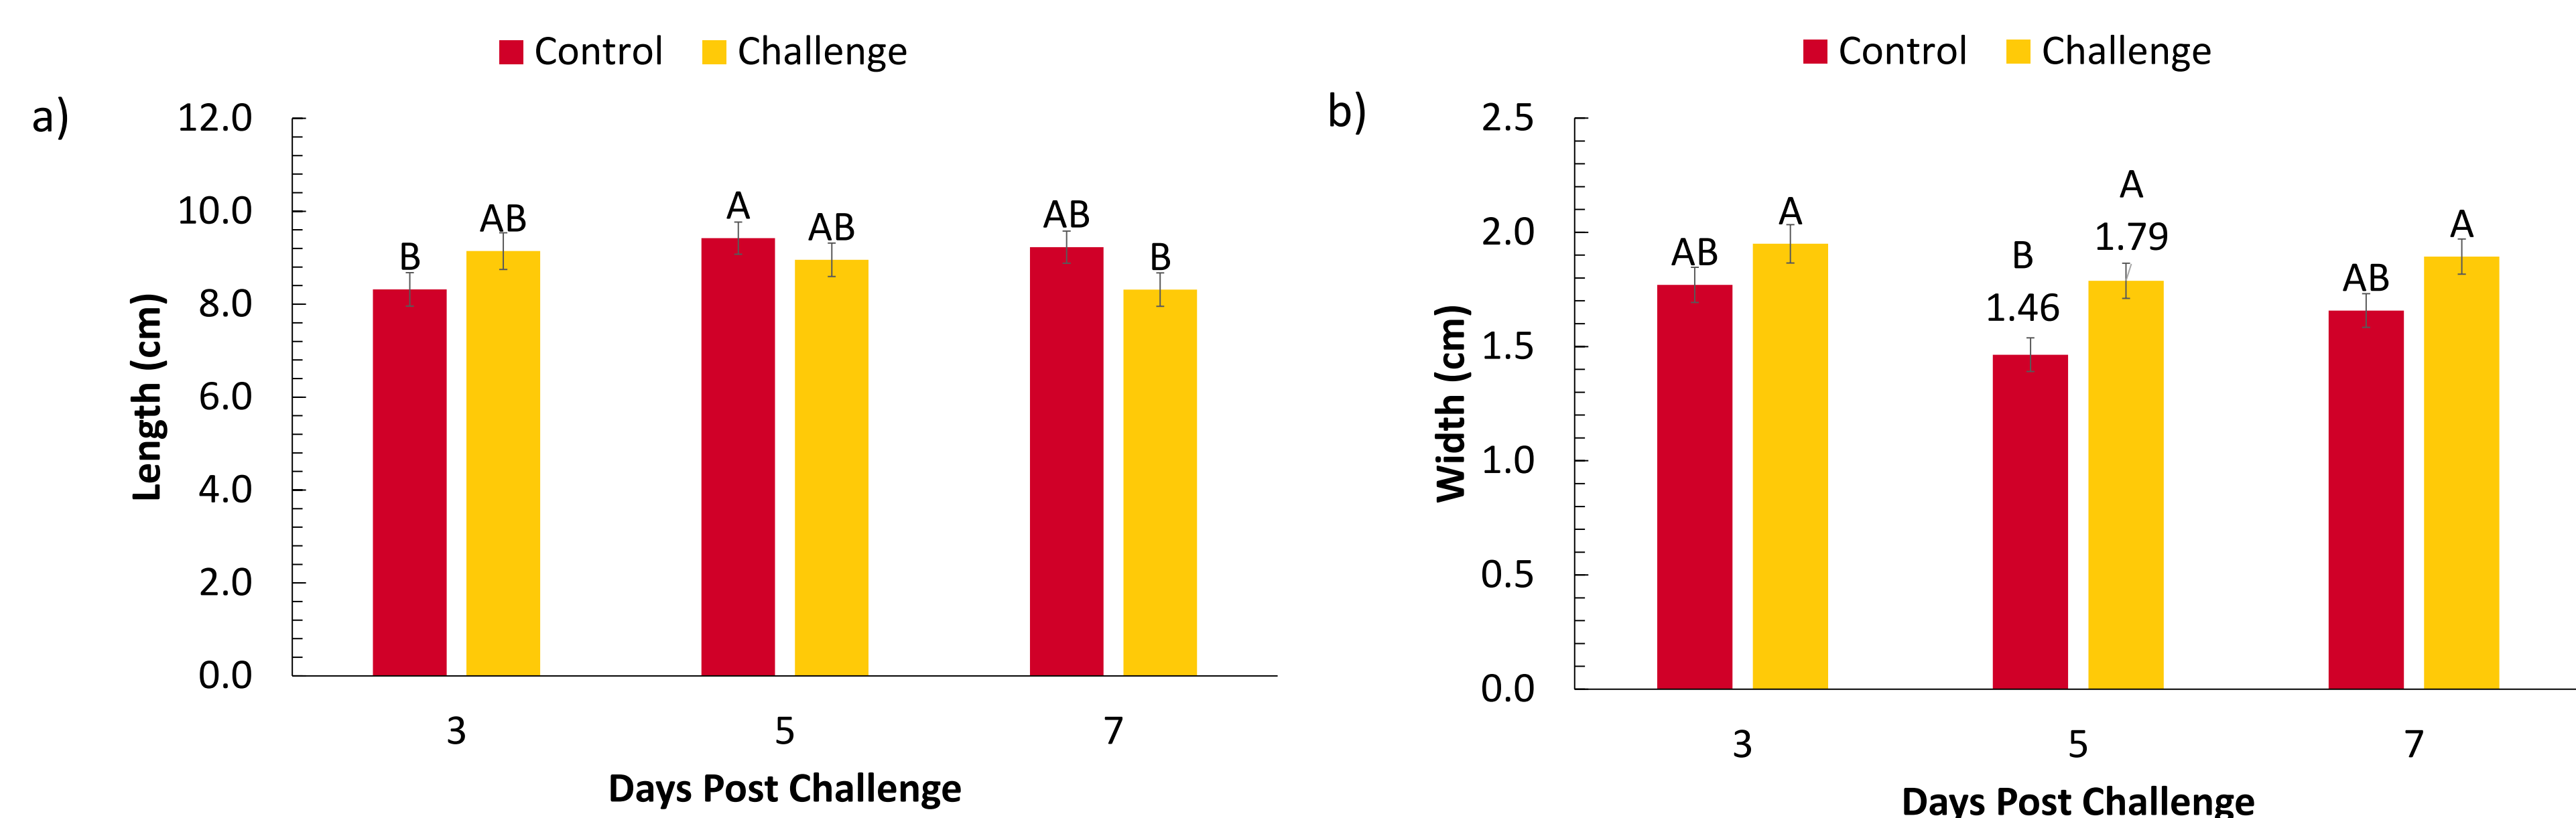 Control Challenge
a)
12.0
10.0
8.0
6.0
4.0
2.0
0.0
Length (cm)
B
AB
A
AB
AB
B
3 5 7
Days Post Challenge
Control Challenge
b)
2.5
2.0
1.5
1.0
0.5
0.0
Width (cm)
AB
A
B
1.46
A
1.79
AB
A
3 5 7
Days Post Challenge